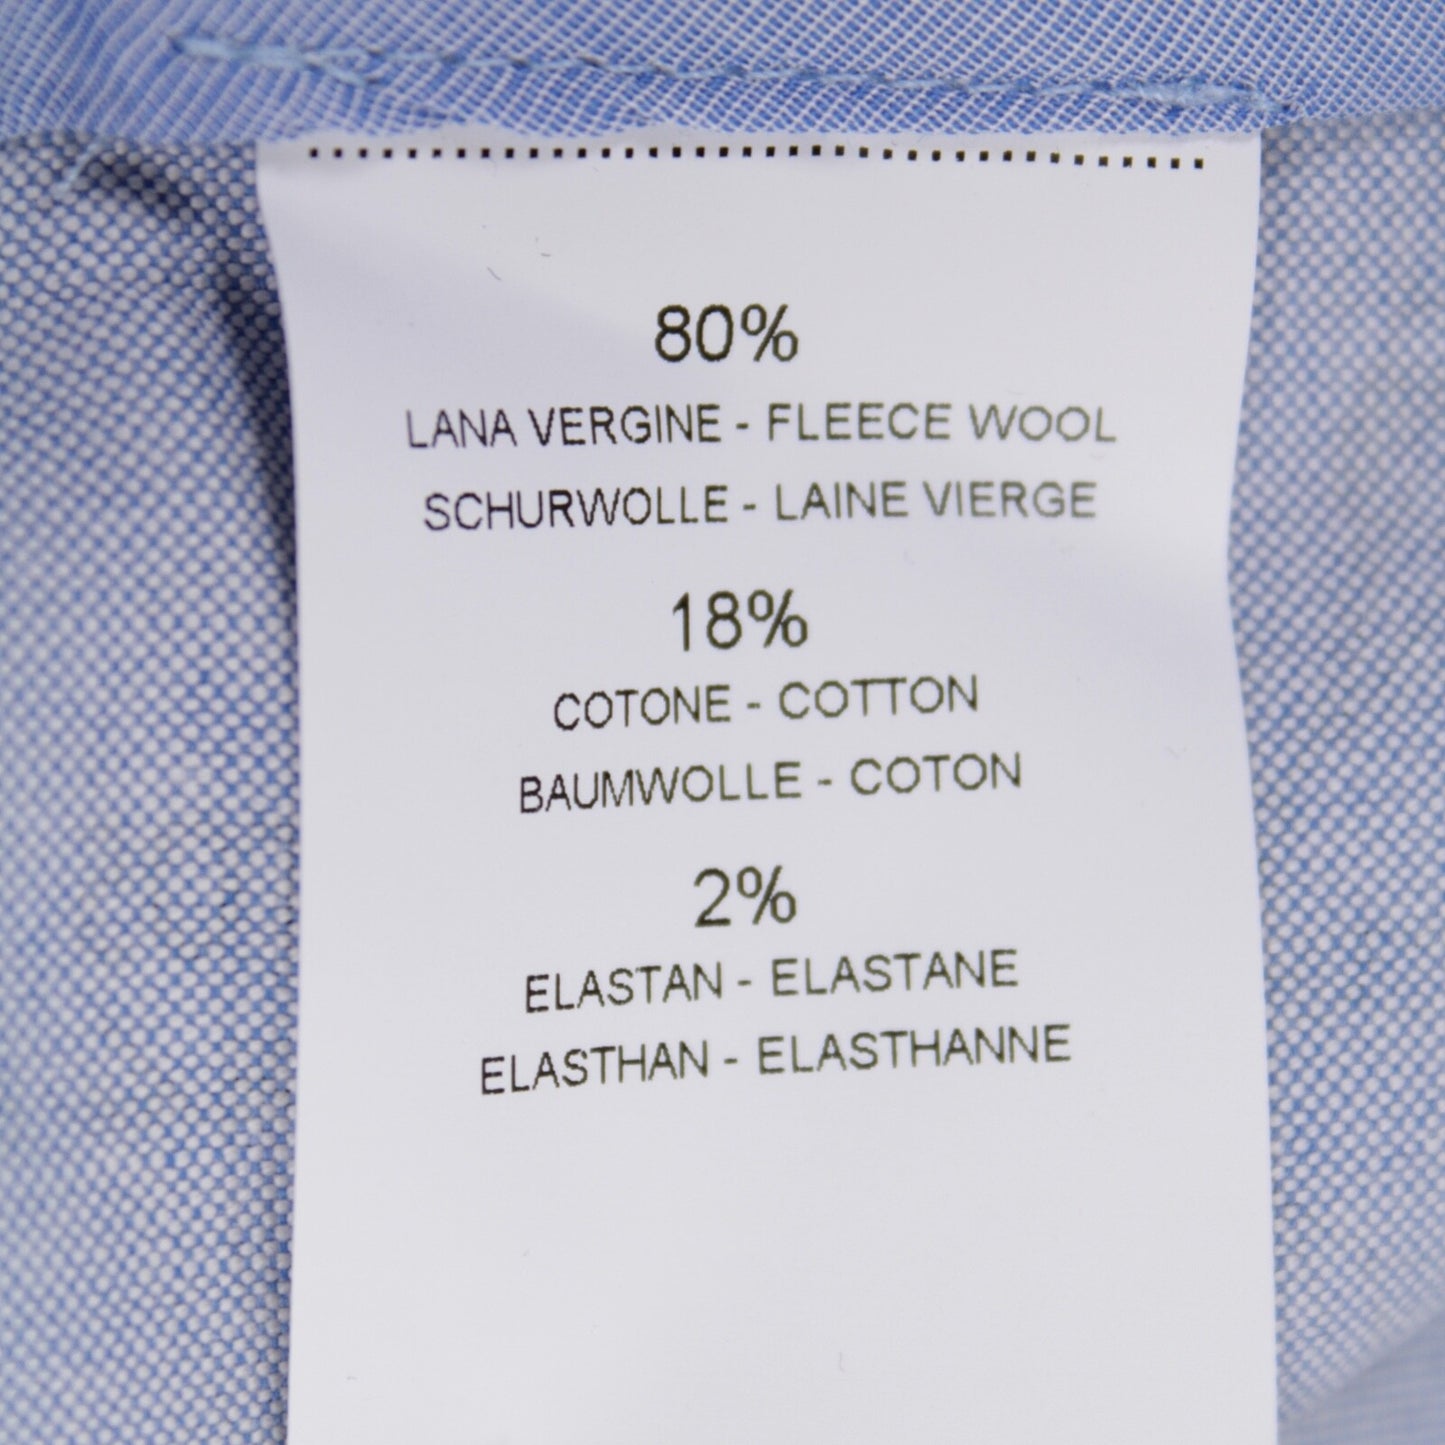 80%
LANA VERGINE - FLEECE WOOL
SCHURWOLLE - LAINE VIERGE
18%
COTONE - COTTON
BAUMWOLLE - COTON
2%
ELASTAN - ELASTANE
ELASTHAN - ELASTHANNE